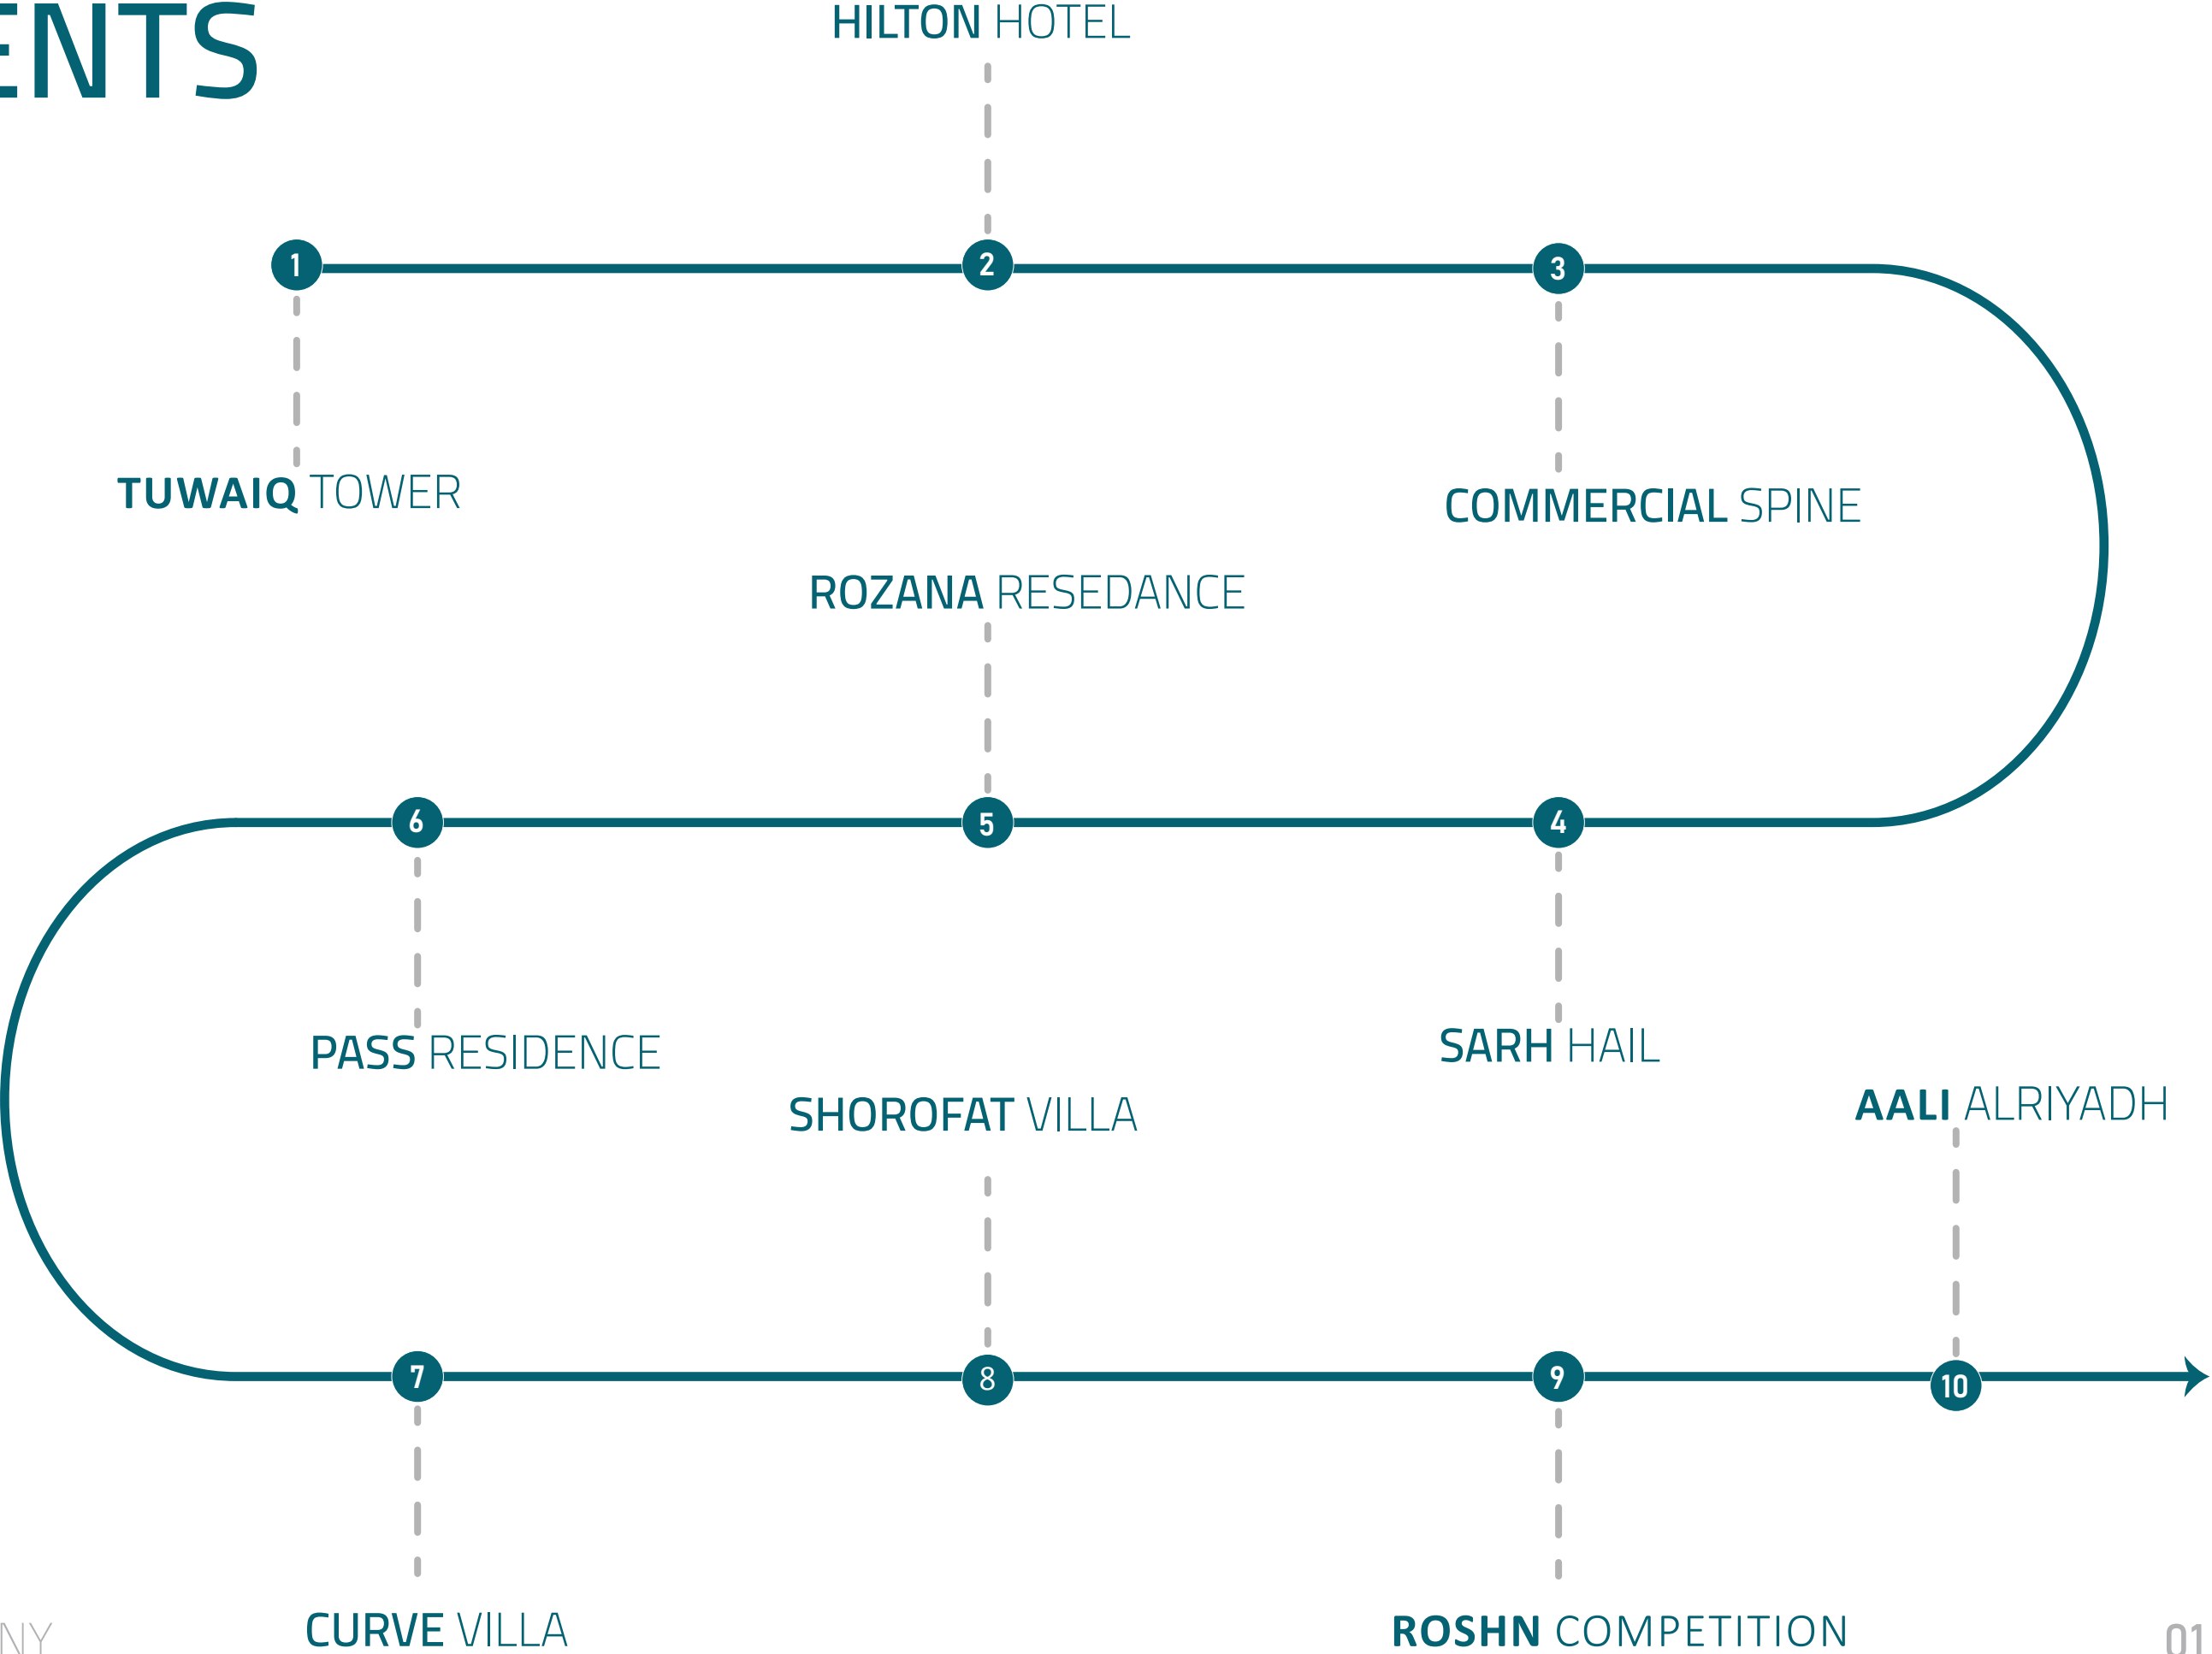 ENTS
HILTON HOTEL
1
2
3
TUWAIQ TOWER
COMMERCIAL SPINE
ROZANA RESEDANCE
6
5
4
PASS RESIDENCE
SARH HAIL
SHOROFAT VILLA
AALI ALRIYADH
7
8
9
10
CURVE VILLA
ROSHN COMPETITION
NY
01